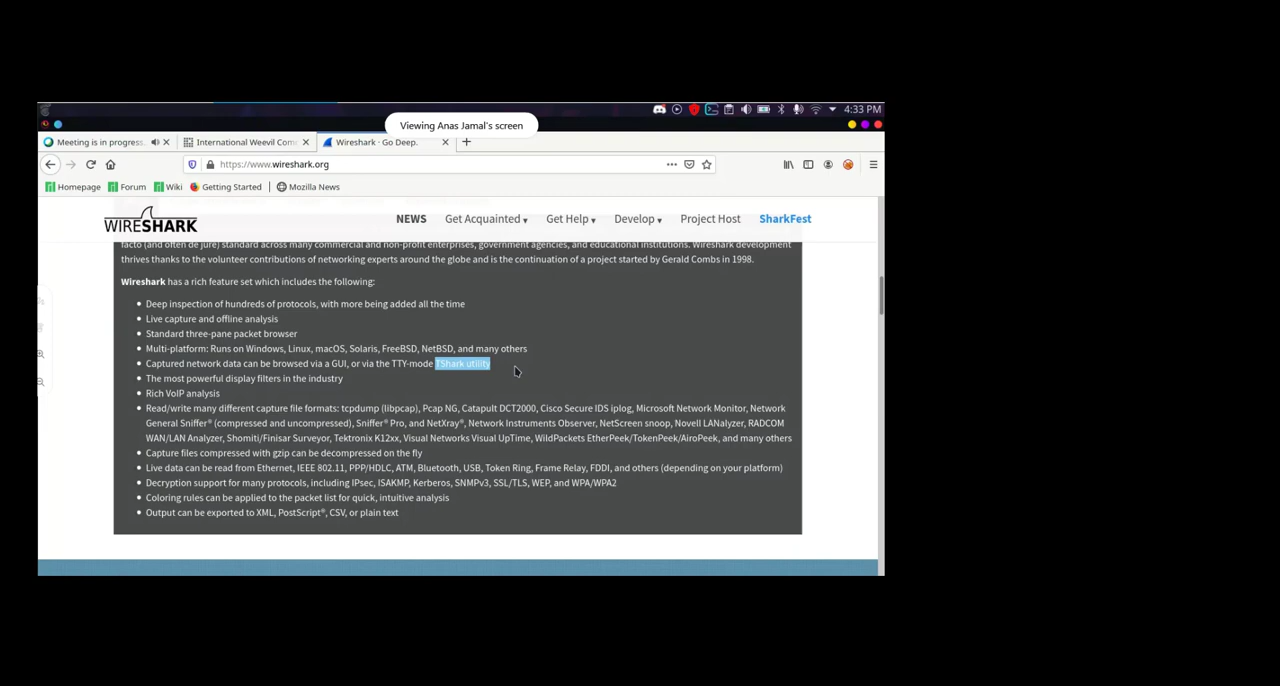 4:33 PM
Viewing Anas Jamal's screen
Meeting is in progress.
International Weevil Com
Wireshark · Go Deep.
https://www.wireshark.org
Homepage
Forum
Wiki
Getting Started
Mozilla News
WIRESHARK
NEWS
Get Acquainted
Get Help
Develop
Project Host
SharkFest
facto (and often de jure) standard across many commercial and non-profit enterprises, government agencies, and educational institutions. Wireshark development
thrives thanks to the volunteer contributions of networking experts around the globe and is the continuation of a project started by Gerald Combs in 1998.
Wireshark has a rich feature set which includes the following:
• Deep inspection of hundreds of protocols, with more being added all the time
• Live capture and offline analysis
• Standard three-pane packet browser
• Multi-platform: Runs on Windows, Linux, macOS, Solaris, FreeBSD, NetBSD, and many others
• Captured network data can be browsed via a GUI, or via the TTY-mode TShark utility
• The most powerful display filters in the industry
• Rich VoIP analysis
• Read/write many different capture file formats: tcpdump (libpcap), Pcap NG, Catapult DCT2000, Cisco Secure IDS iplog, Microsoft Network Monitor, Network
General Sniffer® (compressed and uncompressed), Sniffer® Pro, and NetXray®, Network Instruments Observer, NetScreen snoop, Novell LANalyzer, RADCOM
WAN/LAN Analyzer, Shomiti/Finisar Surveyor, Tektronix K12xx, Visual Networks Visual UpTime, WildPackets EtherPeek/TokenPeek/AiroPeek, and many others
• Capture files compressed with gzip can be decompressed on the fly
• Live data can be read from Ethernet, IEEE 802.11, PPP/HDLC, ATM, Bluetooth, USB, Token Ring, Frame Relay, FDDI, and others (depending on your platform)
• Decryption support for many protocols, including IPsec, ISAKMP, Kerberos, SNMPv3, SSL/TLS, WEP, and WPA/WPA2
• Coloring rules can be applied to the packet list for quick, intuitive analysis
• Output can be exported to XML, PostScript®, CSV, or plain text